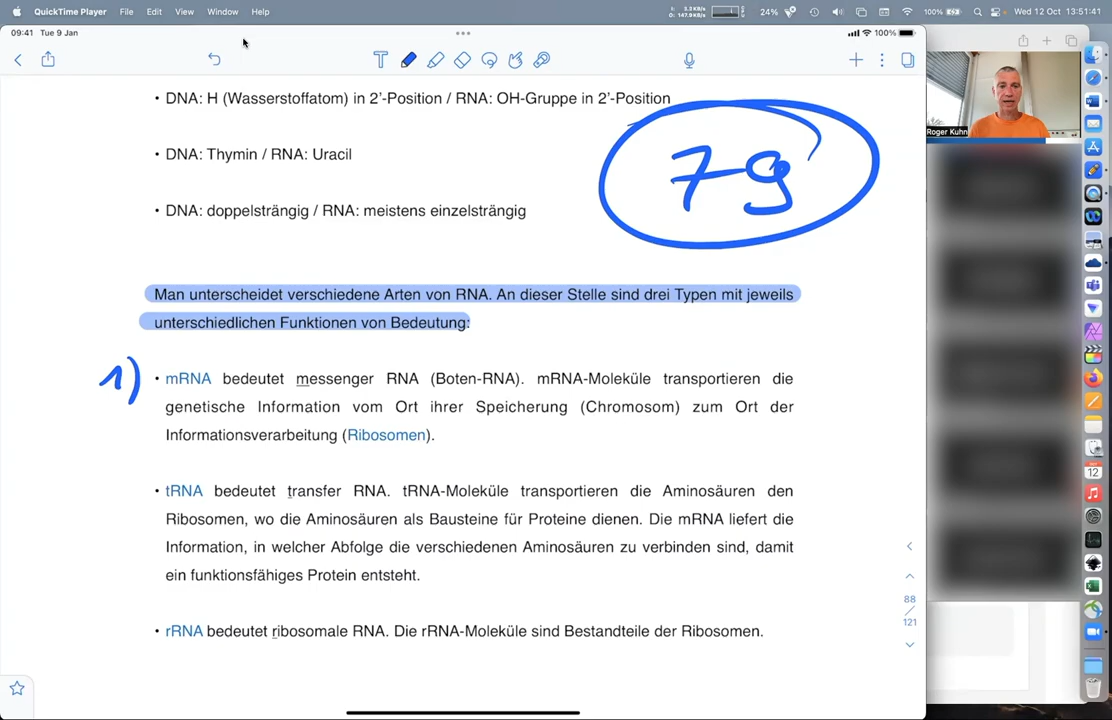 QuickTime Player File Edit View Window Help 24% 100% Wed 12 Oct 13:51:41
09:41 Tue 9 Jan 100%
Roger Kuhn
• DNA: H (Wasserstoffatom) in 2'-Position / RNA: OH-Gruppe in 2'-Position
79
• DNA: Thymin / RNA: Uracil
• DNA: doppelsträngig / RNA: meistens einzelsträngig
Man unterscheidet verschiedene Arten von RNA. An dieser Stelle sind drei Typen mit jeweils
unterschiedlichen Funktionen von Bedeutung:
1) • mRNA bedeutet messenger RNA (Boten-RNA). mRNA-Moleküle transportieren die
genetische Information vom Ort ihrer Speicherung (Chromosom) zum Ort der
Informationsverarbeitung (Ribosomen).
• tRNA bedeutet transfer RNA. tRNA-Moleküle transportieren die Aminosäuren den
Ribosomen, wo die Aminosäuren als Bausteine für Proteine dienen. Die mRNA liefert die
Information, in welcher Abfolge die verschiedenen Aminosäuren zu verbinden sind, damit
ein funktionsfähiges Protein entsteht.
88
/
121
• rRNA bedeutet ribosomale RNA. Die rRNA-Moleküle sind Bestandteile der Ribosomen.